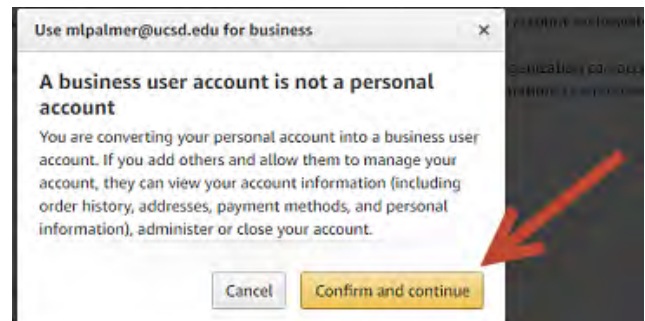 Use mlpalmer@ucsd.edu for business
×
A business user account is not a personal
account
You are converting your personal account into a business user
account. If you add others and allow them to manage your
account, they can view your account information (including
order history, addresses, payment methods, and personal
information), administer or close your account.
Cancel
Confirm and continue